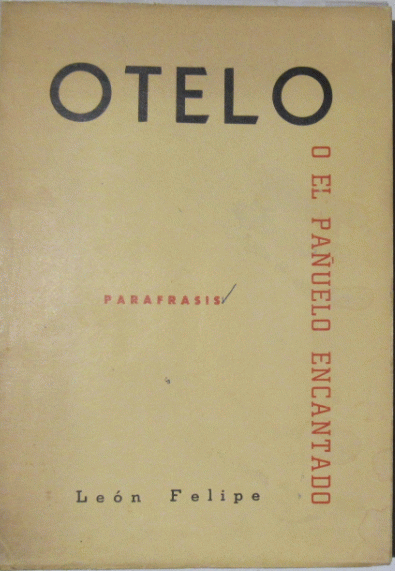 OTELO
O EL PAÑUELO ENCANTADO
PARAFRASIS
León Felipe